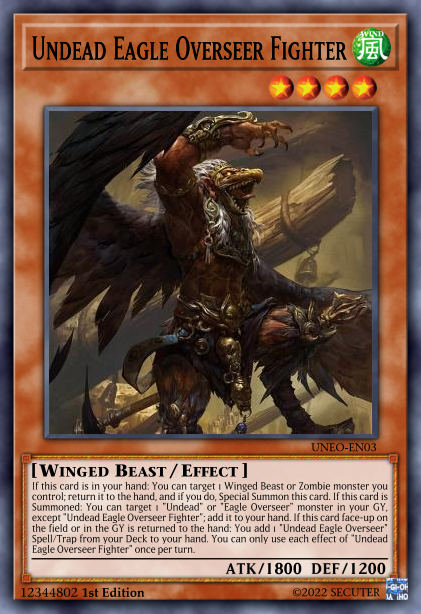 UNDEAD EAGLE OVERSEER FIGHTER
WIND
風
UNEO-EN03
[WINGED BEAST/EFFECT]
If this card is in your hand: You can target 1 Winged Beast or Zombie monster you
control; return it to the hand, and if you do, Special Summon this card. If this card is
Summoned: You can target 1 "Undead" or "Eagle Overseer" monster in your GY,
except "Undead Eagle Overseer Fighter"; add it to your hand. If this card face-up on
the field or in the GY is returned to the hand: You add 1 "Undead Eagle Overseer"
Spell/Trap from your Deck to your hand. You can only use each effect of "Undead
Eagle Overseer Fighter" once per turn.
ATK/1800 DEF/1200
12344802 1st Edition
©2022 SECUTER